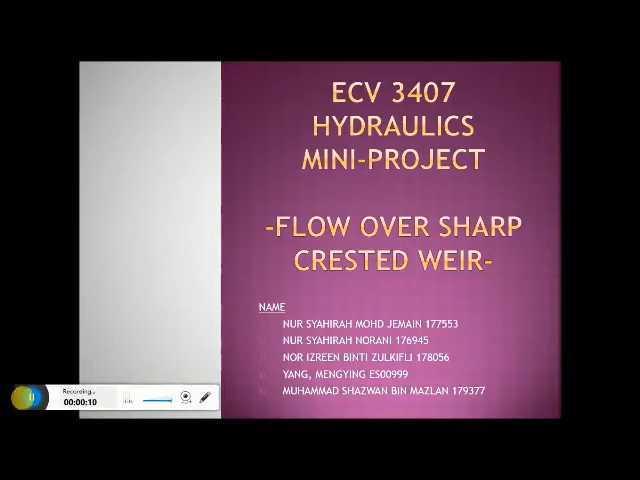 ECV 3407
HYDRAULICS
MINI-PROJECT
-FLOW OVER SHARP
CRESTED WEIR-
NAME
NUR SYAHIRAH MOHD JEMAIN 177553
NUR SYAHIRAH NORANI 176945
NOR IZREEN BINTI ZULKIFLI 178056
YANG, MENGYING ES00999
MUHAMMAD SHAZWAN BIN MAZLAN 179377
Recording...
00:00:10